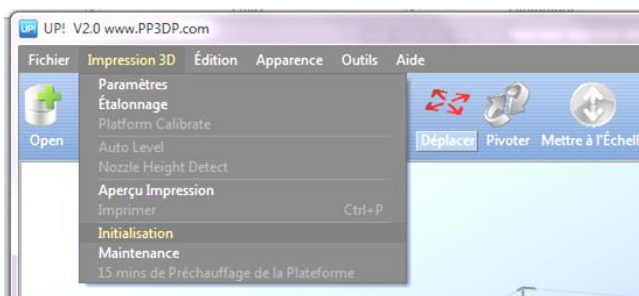 UP! UP! V2.0 www.PP3DP.com
Fichier Impression 3D Édition Apparence Outils Aide
Paramètres
Étalonnage
Platform Calibrate
Open
Auto Level
Déplacer Pivoter Mettre à l'Échell
Nozzle Height Detect
Aperçu Impression
Imprimer Ctrl+P
Initialisation
Maintenance
15 mins de Préchauffage de la Plateforme